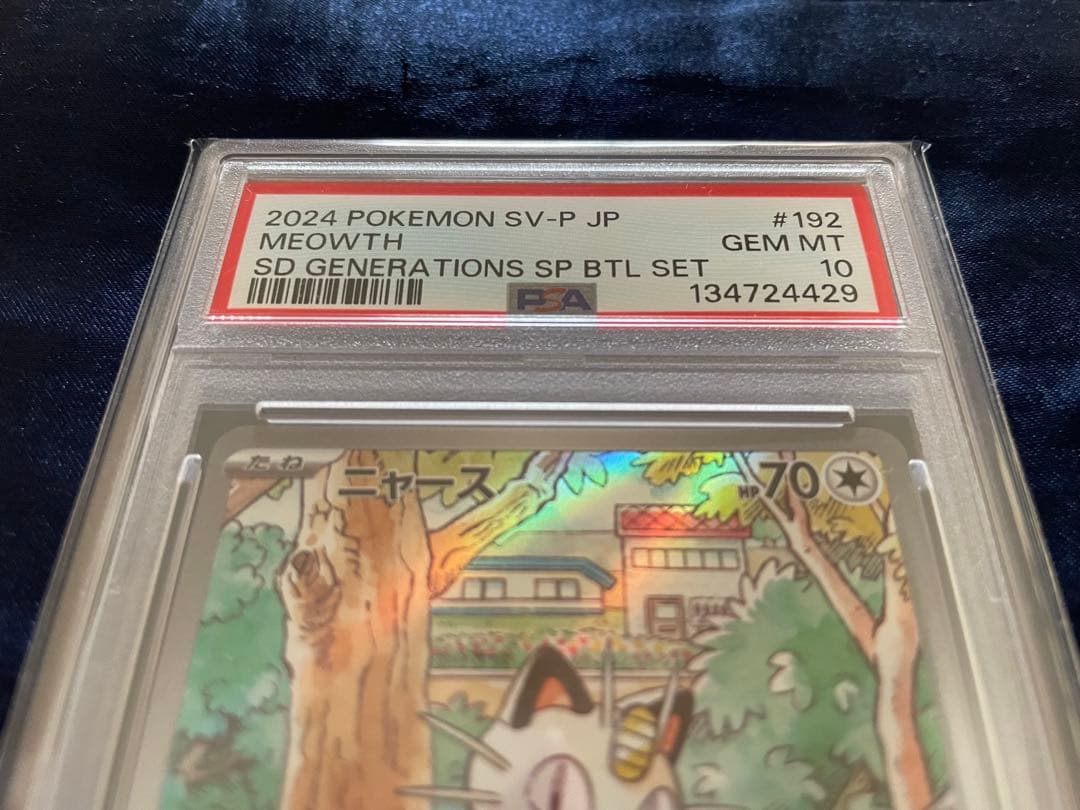 2024 POKEMON SV-P JP #192
MEOWTH GEM MT
SD GENERATIONS SP BTL SET 10
PSA 134724429
たね ニャース HP70